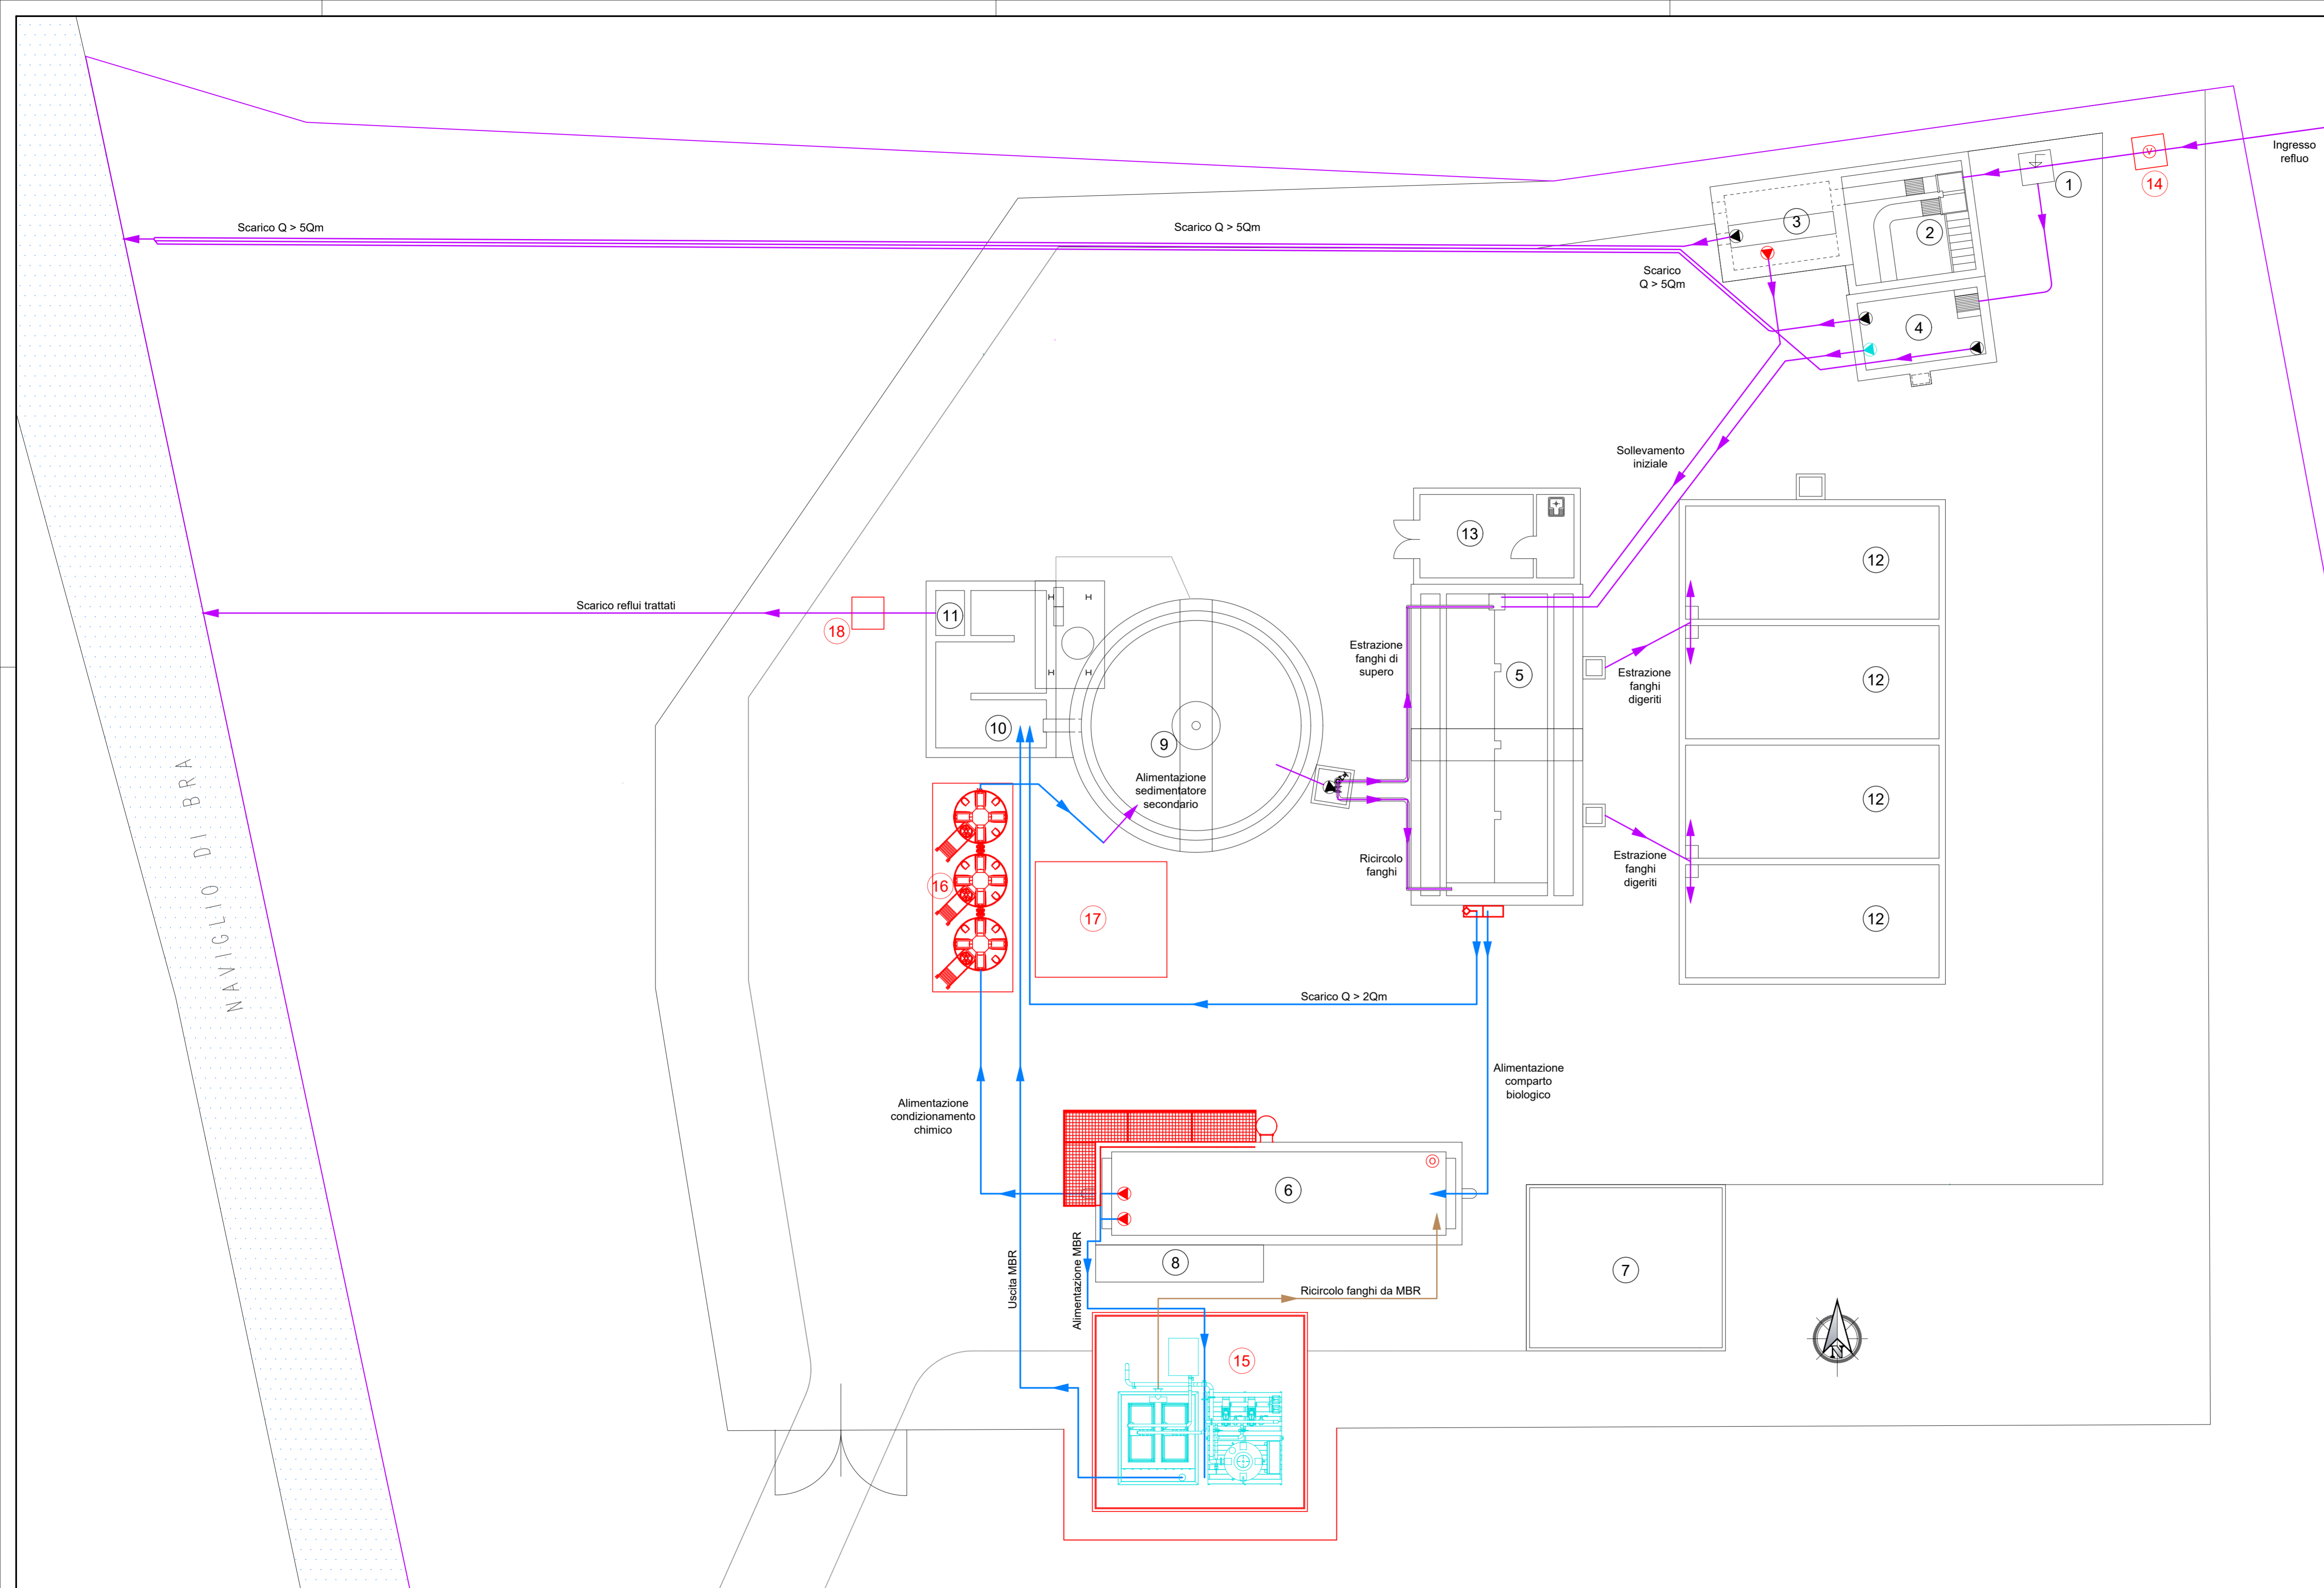 Ingresso
refluo
14
1
2
3
4
Scarico Q > 5Qm
Scarico Q > 5Qm
Scarico
Q > 5Qm
Sollevamento
iniziale
13
12
12
12
12
5
Estrazione
fanghi di
supero
Estrazione
fanghi
digeriti
Scarico reflui trattati
18
11
10
9
Alimentazione
sedimentatore
secondario
Ricircolo
fanghi
Estrazione
fanghi
digeriti
16
17
NAVIGLIO DI BRA
Scarico Q > 2Qm
Alimentazione
comparto
biologico
Alimentazione
condizionamento
chimico
6
O
V
8
7
Uscita MBR
Alimentazione MBR
Ricircolo fanghi da MBR
15
N
H H
H H